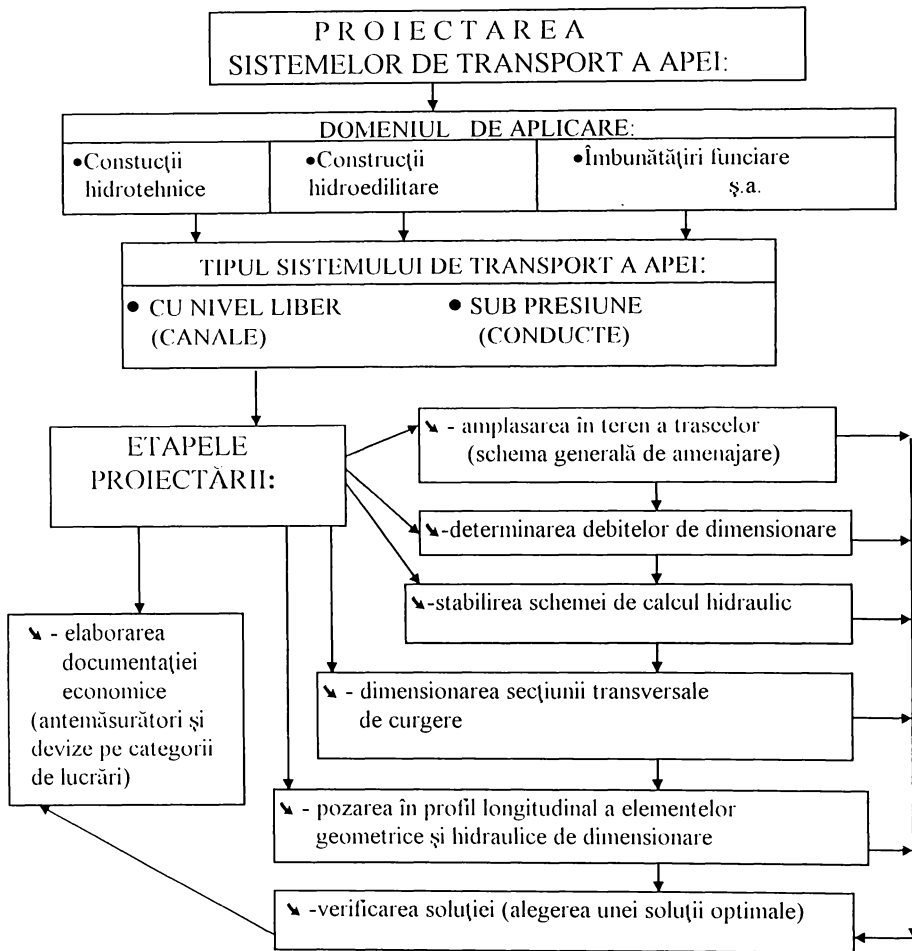 PROIECTAREA
SISTEMELOR DE TRANSPORT A APEI:
DOMENIUL DE APLICARE:
•Constucţii
hidrotehnice
•Construcţii
hidroedilitare
•Îmbunătăţiri funciare
ş.a.
TIPUL SISTEMULUI DE TRANSPORT A APEI:
• CU NIVEL LIBER
(CANALE)
• SUB PRESIUNE
(CONDUCTE)
ETAPELE
PROIECTĂRII:
➘ - amplasarea în teren a traseelor
(schema generală de amenajare)
➘-determinarea debitelor de dimensionare
➘-stabilirea schemei de calcul hidraulic
➘ - dimensionarea secţiunii transversale
de curgere
➘ - pozarea în profil longitudinal a elementelor
geometrice şi hidraulice de dimensionare
➘ -verificarea soluţiei (alegerea unei soluţii optimale)
➘ - elaborarea
documentaţiei
economice
(antemăsurători şi
devize pe categorii
de lucrări)